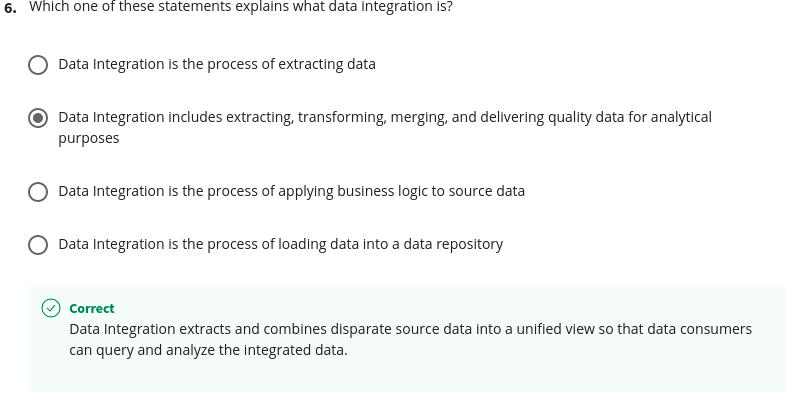 6. Which one of these statements explains what data integration is?
Data Integration is the process of extracting data
Data Integration includes extracting, transforming, merging, and delivering quality data for analytical
purposes
Data Integration is the process of applying business logic to source data
Data Integration is the process of loading data into a data repository
Correct
Data Integration extracts and combines disparate source data into a unified view so that data consumers
can query and analyze the integrated data.